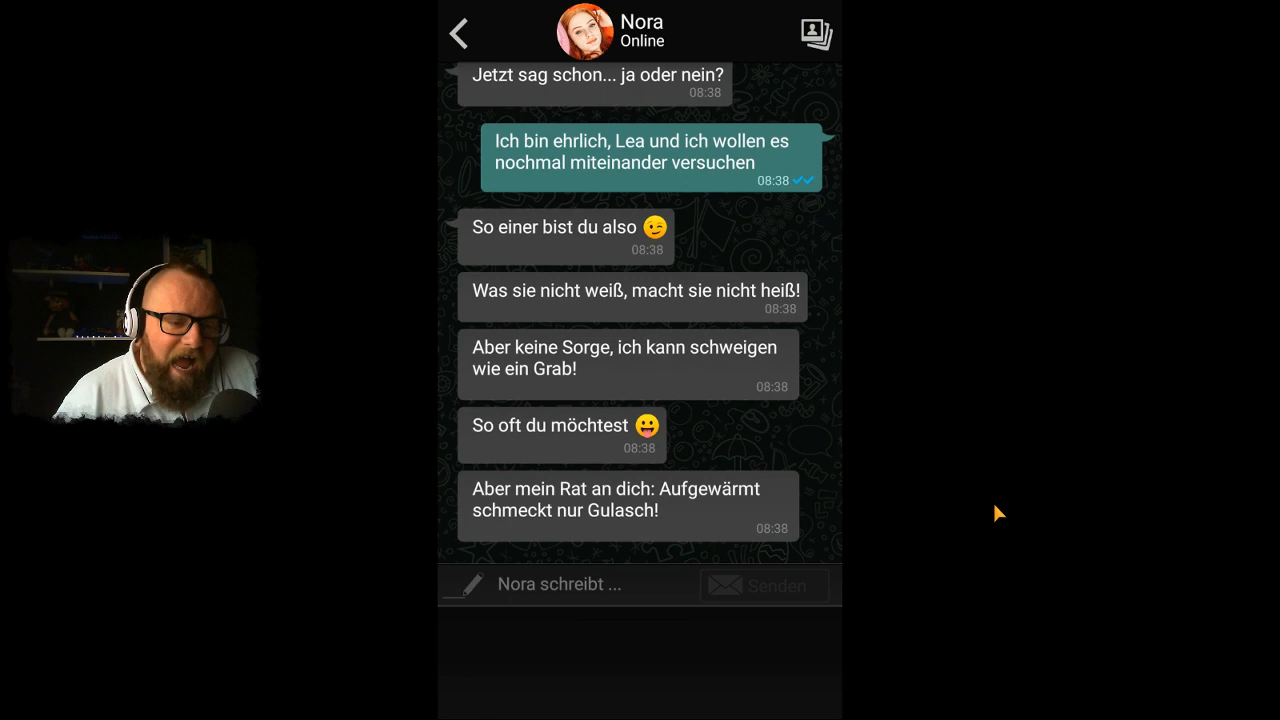 Nora
Online
Jetzt sag schon... ja oder nein?
08:38
Ich bin ehrlich, Lea und ich wollen es
nochmal miteinander versuchen
08:38
So einer bist du also 😉
08:38
Was sie nicht weiß, macht sie nicht heiß!
08:38
Aber keine Sorge, ich kann schweigen
wie ein Grab!
08:38
So oft du möchtest 😛
08:38
Aber mein Rat an dich: Aufgewärmt
schmeckt nur Gulasch!
08:38
Nora schreibt ...
Senden